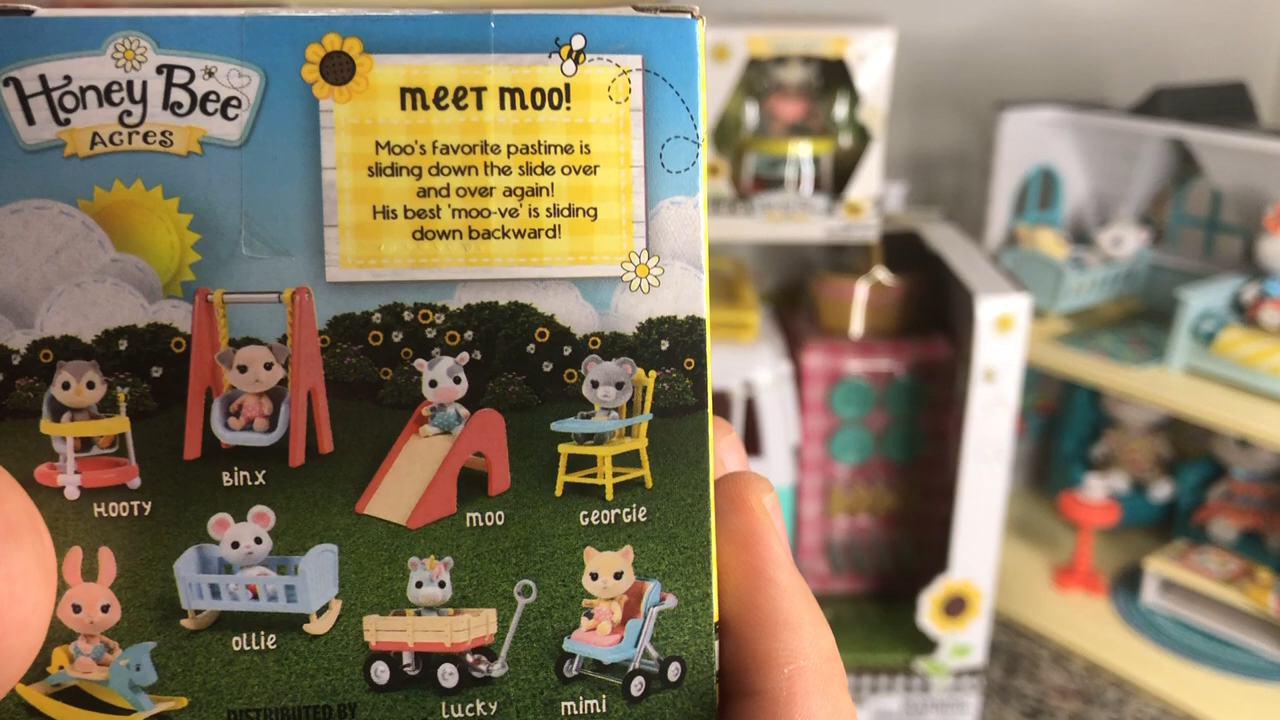 Honey Bee
Acres
MEET MOO!
Moo's favorite pastime is
sliding down the slide over
and over again!
His best 'moo-ve' is sliding
down backward!
HOOTY
BINX
MOO
GEORGIE
OLLIE
LUCKY
MIMI
DISTRIBUTED BY